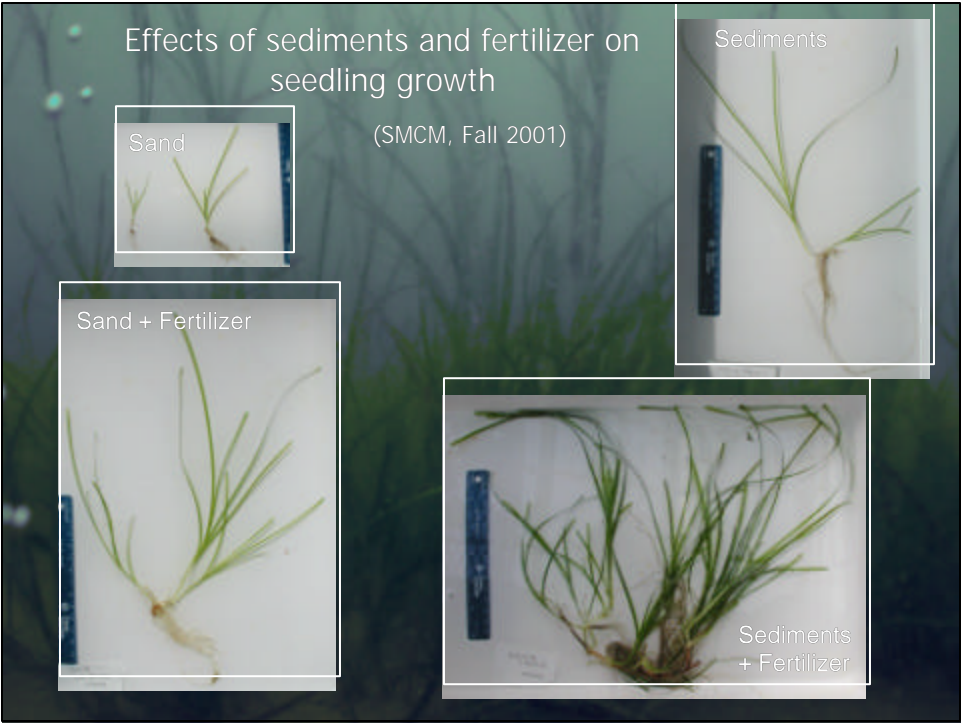 Effects of sediments and fertilizer on
seedling growth
(SMCM, Fall 2001)
Sand
Sediments
Sand + Fertilizer
Sediments
+ Fertilizer